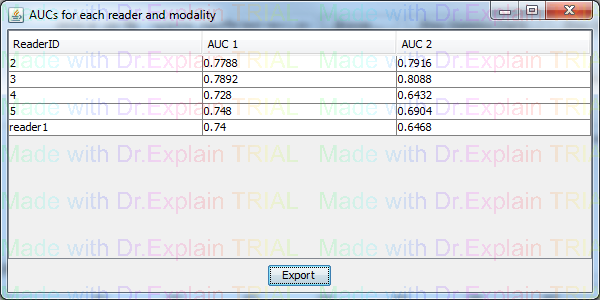 AUCs for each reader and modality
ReaderID AUC 1 AUC 2
2 0.7788 0.7916
3 0.7892 0.8088
4 0.728 0.6432
5 0.748 0.6904
reader1 0.74 0.6468
Made with Dr.Explain TRIAL Made with Dr.Explain TRIAL
Made with Dr.Explain TRIAL Made with Dr.Explain TRIAL
Made with Dr.Explain TRIAL Made with Dr.Explain TRIAL
Made with Dr.Explain TRIAL Made with Dr.Explain TRIAL
Made with Dr.Explain TRIAL Made with Dr.Explain TRIAL
Export